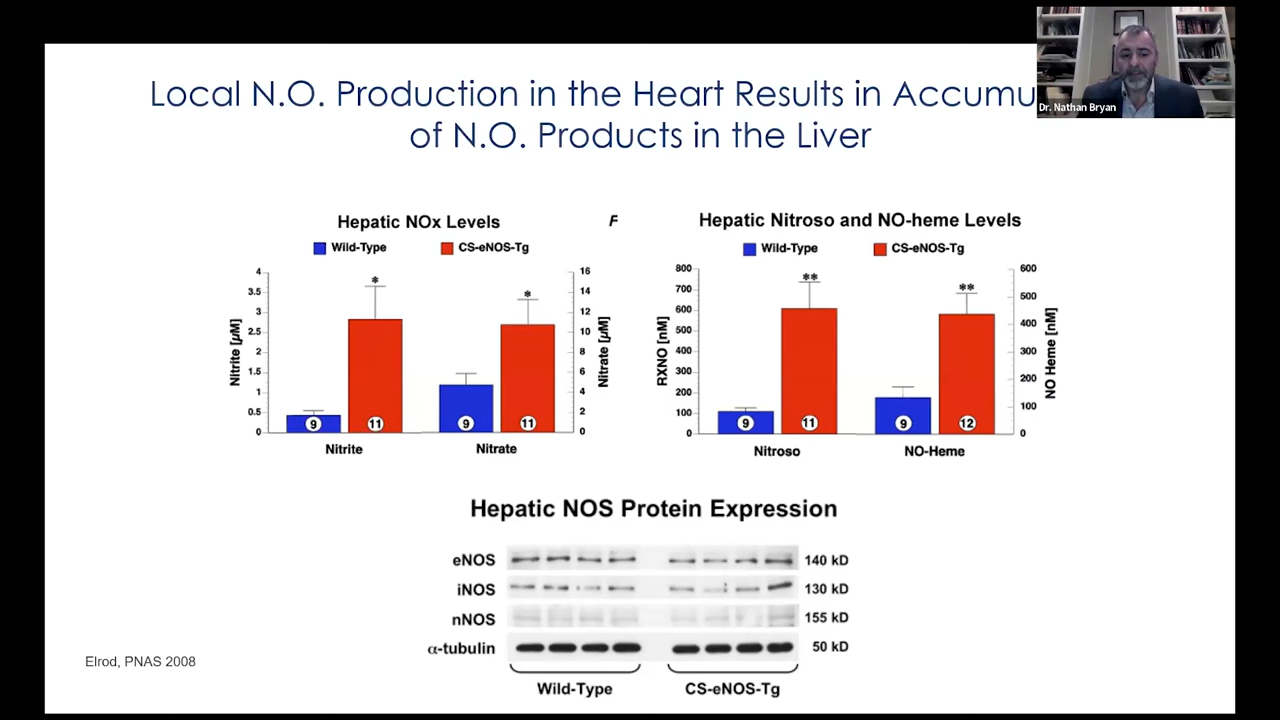 Local N.O. Production in the Heart Results in Accumu
of N.O. Products in the Liver
Dr. Nathan Bryan
Hepatic NOx Levels
Wild-Type
CS-eNOS-Tg
Nitrite [µM]
4
3.5
3
2.5
2
1.5
1
0.5
0
*
*
9
11
9
11
16
14
12
10
8
6
4
2
0
Nitrate [µM]
Nitrite
Nitrate
F
Hepatic Nitroso and NO-heme Levels
Wild-Type
CS-eNOS-Tg
RXNO [nM]
800
700
600
500
400
300
200
100
0
**
**
9
11
9
12
600
500
400
300
200
100
0
NO Heme [nM]
Nitroso
NO-Heme
Hepatic NOS Protein Expression
eNOS 140 kD
iNOS 130 kD
nNOS 155 kD
α-tubulin 50 kD
Wild-Type
CS-eNOS-Tg
Elrod, PNAS 2008